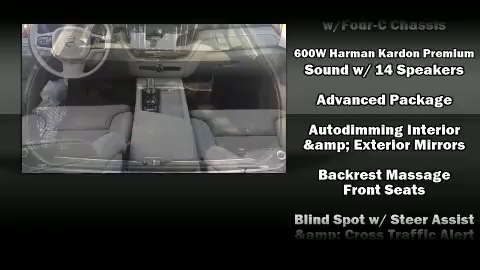 w/Four-C Chassis
600W Harman Kardon Premium
Sound w/ 14 Speakers
Advanced Package
Autodimming Interior
&amp; Exterior Mirrors
Backrest Massage
Front Seats
Blind Spot w/ Steer Assist
&amp; Cross Traffic Alert